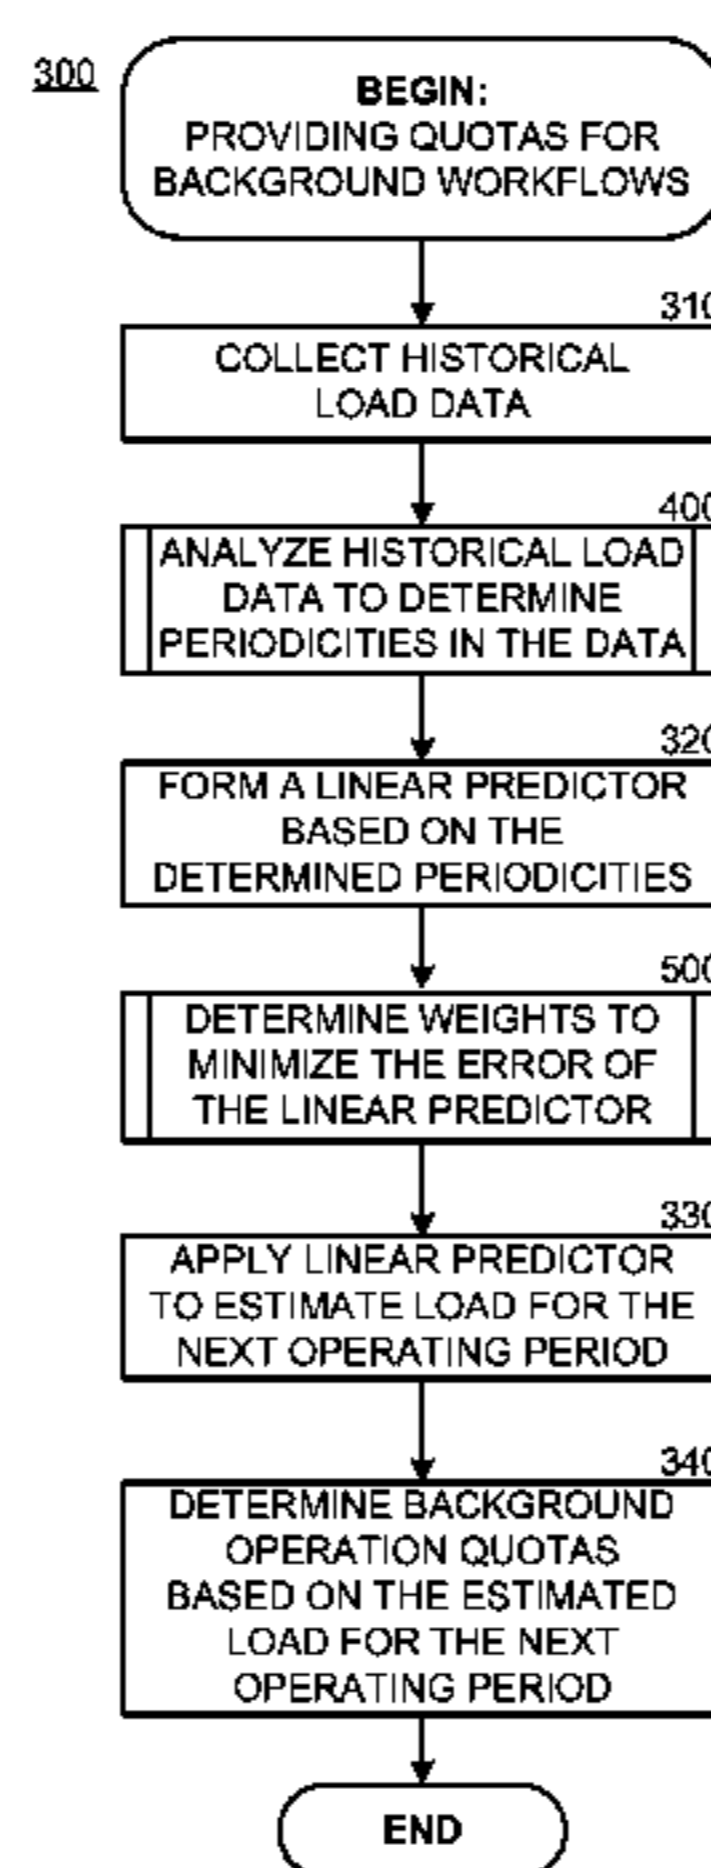 300
BEGIN:
PROVIDING QUOTAS FOR
BACKGROUND WORKFLOWS
310
COLLECT HISTORICAL
LOAD DATA
400
ANALYZE HISTORICAL LOAD
DATA TO DETERMINE
PERIODICITIES IN THE DATA
320
FORM A LINEAR PREDICTOR
BASED ON THE
DETERMINED PERIODICITIES
500
DETERMINE WEIGHTS TO
MINIMIZE THE ERROR OF
THE LINEAR PREDICTOR
330
APPLY LINEAR PREDICTOR
TO ESTIMATE LOAD FOR THE
NEXT OPERATING PERIOD
340
DETERMINE BACKGROUND
OPERATION QUOTAS
BASED ON THE ESTIMATED
LOAD FOR THE NEXT
OPERATING PERIOD
END